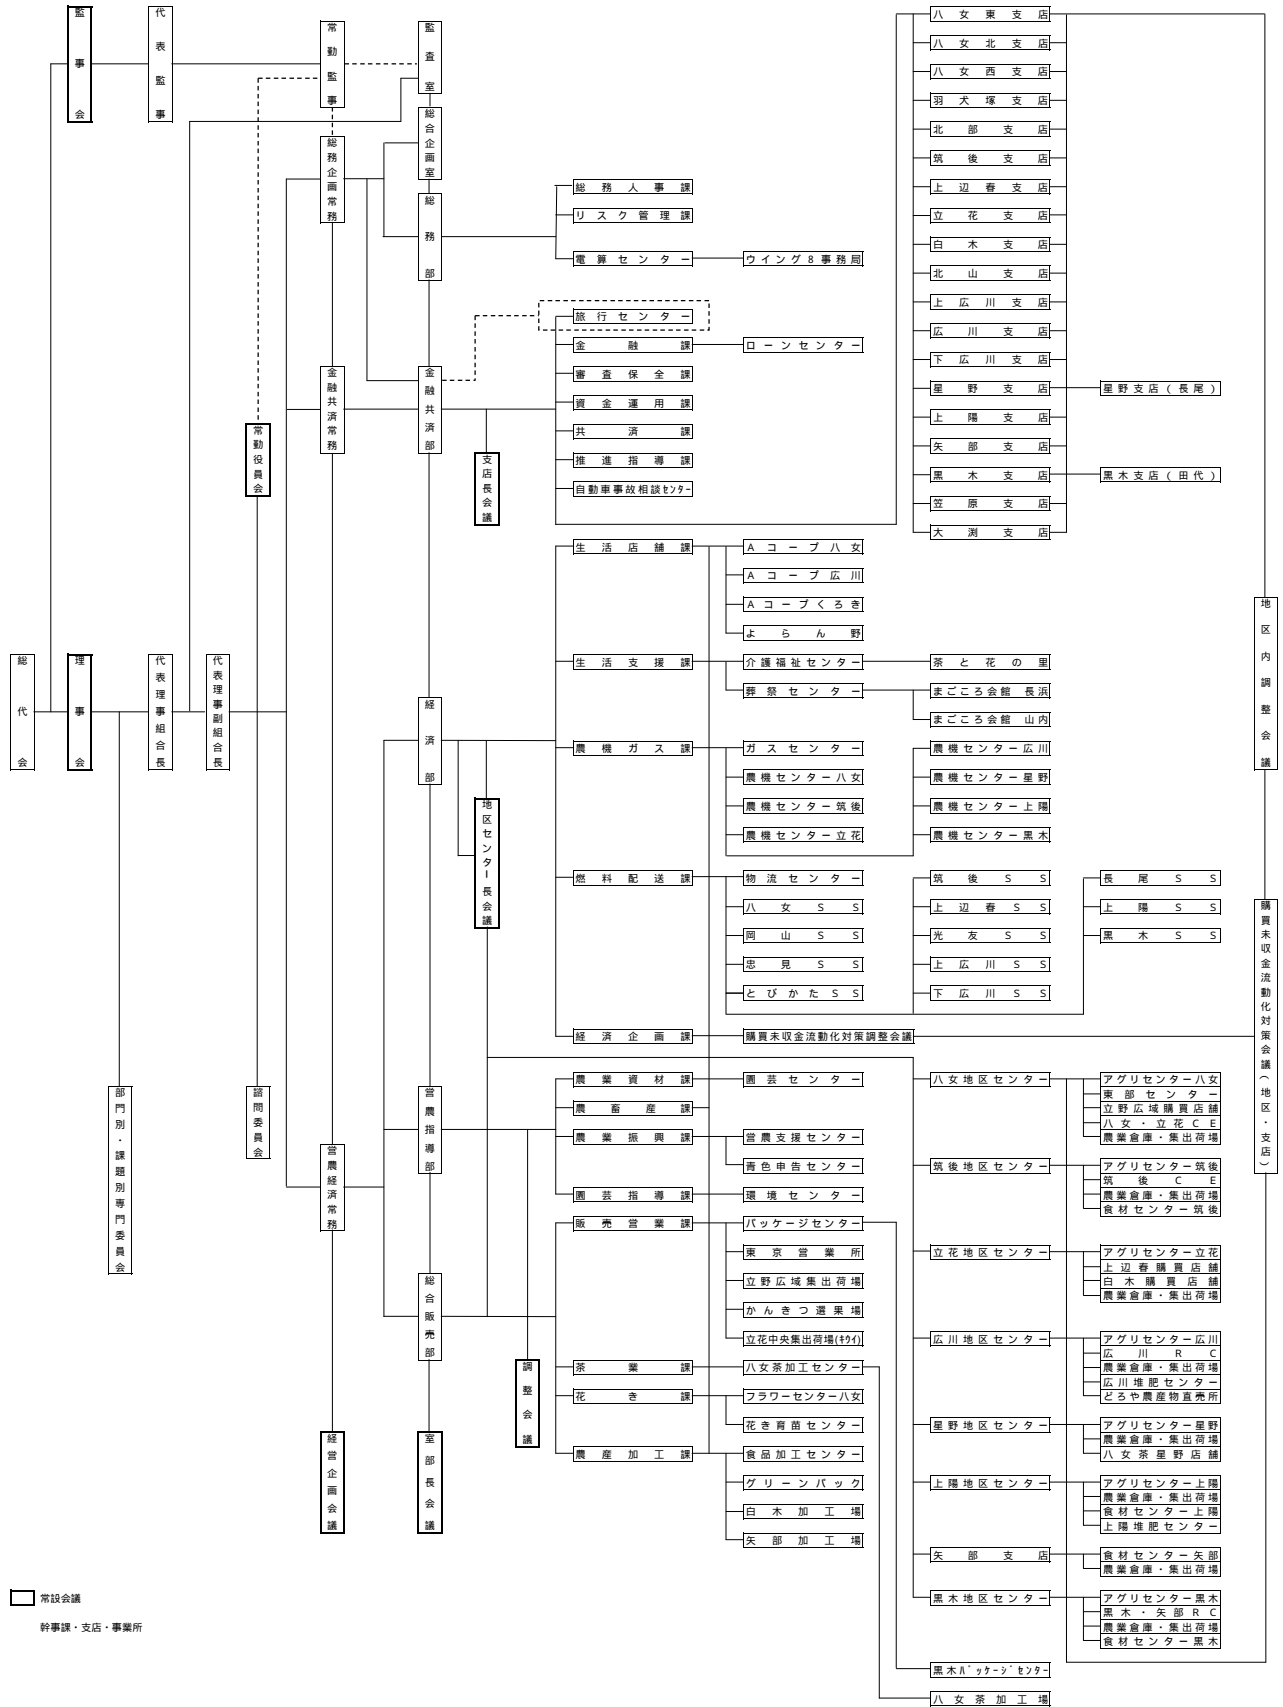 総代会
監事会
理事会
代表監事
代表理事組合長
代表理事副組合長
部門別・課題別専門委員会
常勤役員会
諮問委員会
常勤監事
総務企画常務
金融共済常務
営農経済常務
経営企画会議
監査室
総合企画室
総務部
金融共済部
経済部
営農指導部
総合販売部
室部長会議
支店長会議
地区センター長会議
調整会議
総務人事課
リスク管理課
電算センター
ウイング8事務局
旅行センター
金融課
ローンセンター
審査保全課
資金運用課
共済課
推進指導課
自動車事故相談センター
生活店舗課
Aコープ八女
Aコープ広川
Aコープくろき
よらん野
生活支援課
介護福祉センター
茶と花の里
葬祭センター
まごころ会館 長浜
まごころ会館 山内
農機ガス課
ガスセンター
農機センター八女
農機センター筑後
農機センター立花
農機センター広川
農機センター星野
農機センター上陽
農機センター黒木
燃料配送課
物流センター
八女SS
岡山SS
忠見SS
とびかたSS
筑後SS
上辺春SS
光友SS
上広川SS
下広川SS
長尾SS
上陽SS
黒木SS
経済企画課
購買未収金流動化対策調整会議
農業資材課
園芸センター
農畜産課
農業振興課
営農支援センター
青色申告センター
園芸指導課
環境センター
販売営業課
パッケージセンター
東京営業所
立野広域集出荷場
かんきつ選果場
立花中央集出荷場(キウイ)
茶業課
八女茶加工センター
花き課
フラワーセンター八女
花き育苗センター
農産加工課
食品加工センター
グリーンパック
白木加工場
矢部加工場
八女東支店
八女北支店
八女西支店
羽犬塚支店
北部支店
筑後支店
上辺春支店
立花支店
白木支店
北山支店
上広川支店
広川支店
下広川支店
星野支店
星野支店(長尾)
上陽支店
矢部支店
黒木支店
黒木支店(田代)
笠原支店
大渕支店
八女地区センター
アグリセンター八女
東部センター
立野広域購買店舗
八女・立花CE
農業倉庫・集出荷場
筑後地区センター
アグリセンター筑後
筑後CE
農業倉庫・集出荷場
食材センター筑後
立花地区センター
アグリセンター立花
上辺春購買店舗
白木購買店舗
農業倉庫・集出荷場
広川地区センター
アグリセンター広川
広川RC
農業倉庫・集出荷場
広川堆肥センター
どろや農産物直売所
星野地区センター
アグリセンター星野
農業倉庫・集出荷場
八女茶星野店舗
上陽地区センター
アグリセンター上陽
農業倉庫・集出荷場
食材センター上陽
上陽堆肥センター
矢部支店
食材センター矢部
農業倉庫・集出荷場
黒木地区センター
アグリセンター黒木
黒木・矢部RC
農業倉庫・集出荷場
食材センター黒木
黒木パッケージセンター
八女茶加工場
地区内調整会議
購買未収金流動化対策会議(地区・支店)
常設会議
幹事課・支店・事業所